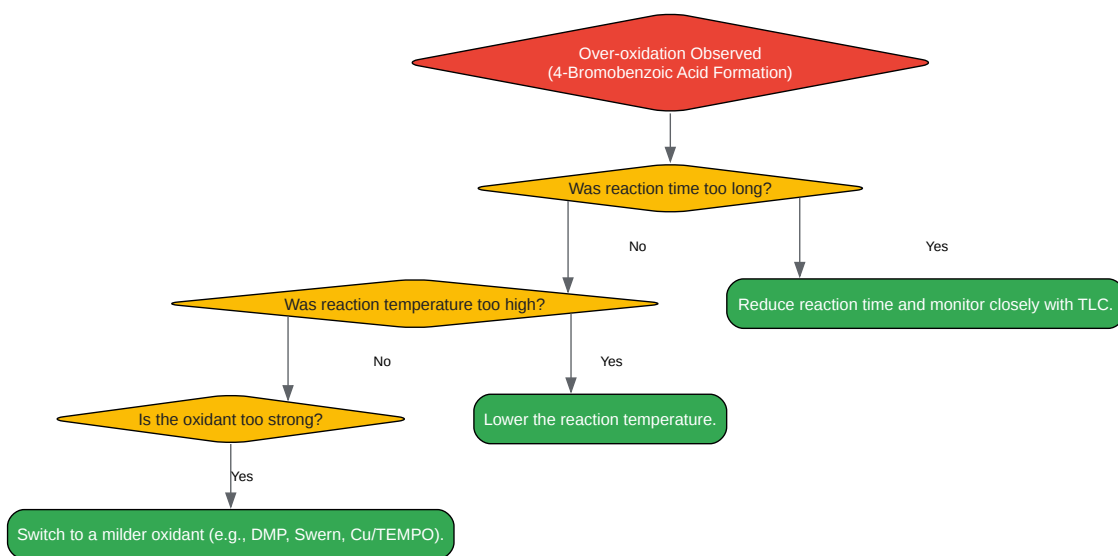 Over-oxidation Observed
(4-Bromobenzoic Acid Formation)
Was reaction time too long?
No
Yes
Was reaction temperature too high?
Reduce reaction time and monitor closely with TLC.
No
Yes
Is the oxidant too strong?
Lower the reaction temperature.
Yes
Switch to a milder oxidant (e.g., DMP, Swern, Cu/TEMPO).